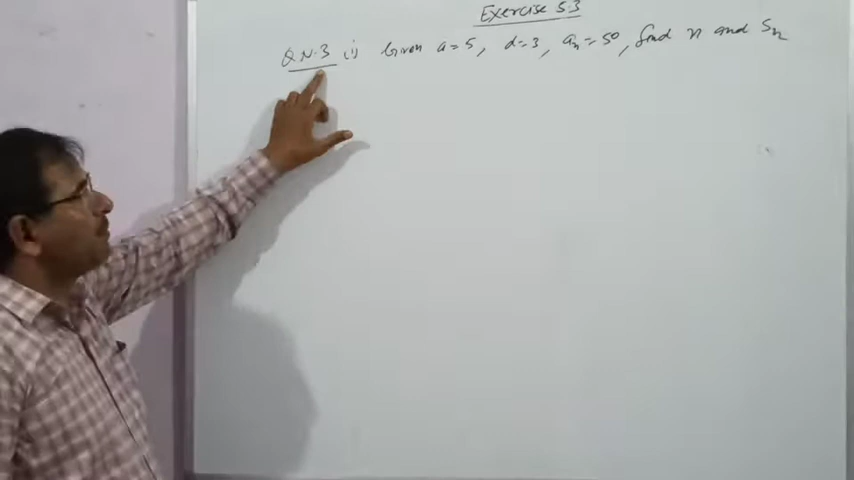 Exercise 5.3
Q.N.3 (i) Given a=5, d=3, aₙ=50, find n and Sₙ